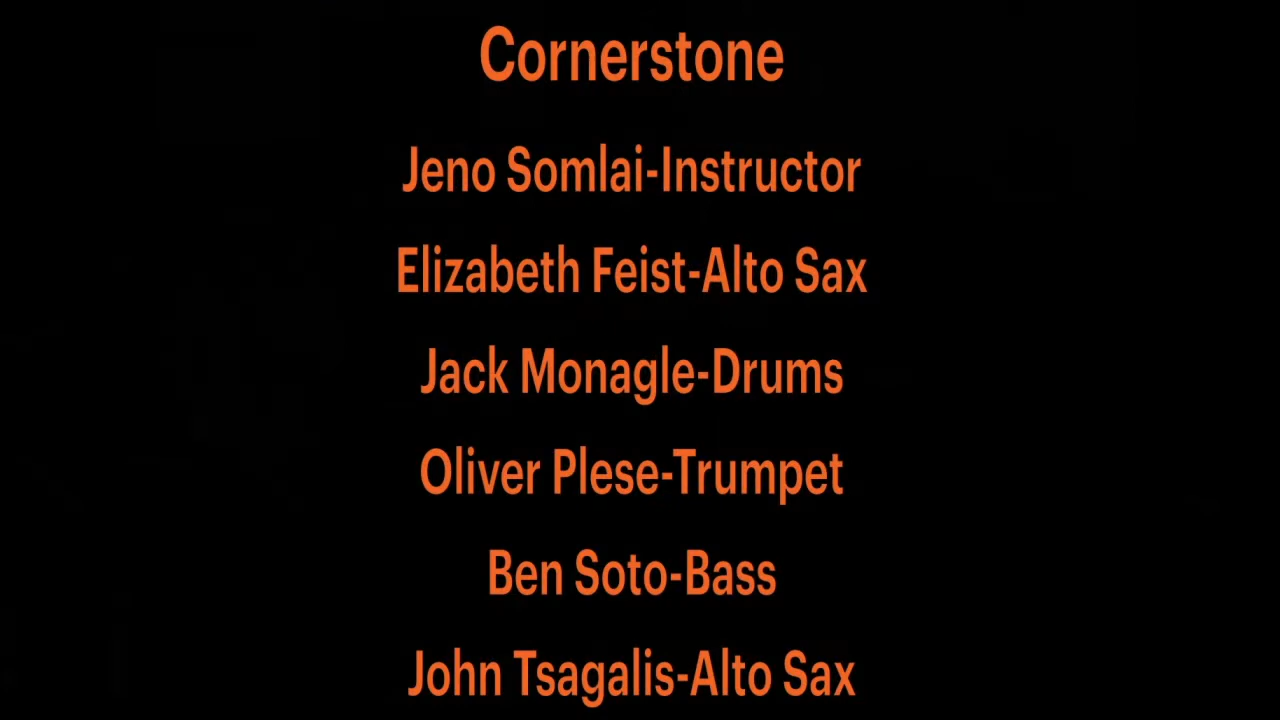 Cornerstone
Jeno Somlai-Instructor
Elizabeth Feist-Alto Sax
Jack Monagle-Drums
Oliver Plese-Trumpet
Ben Soto-Bass
John Tsagalis-Alto Sax